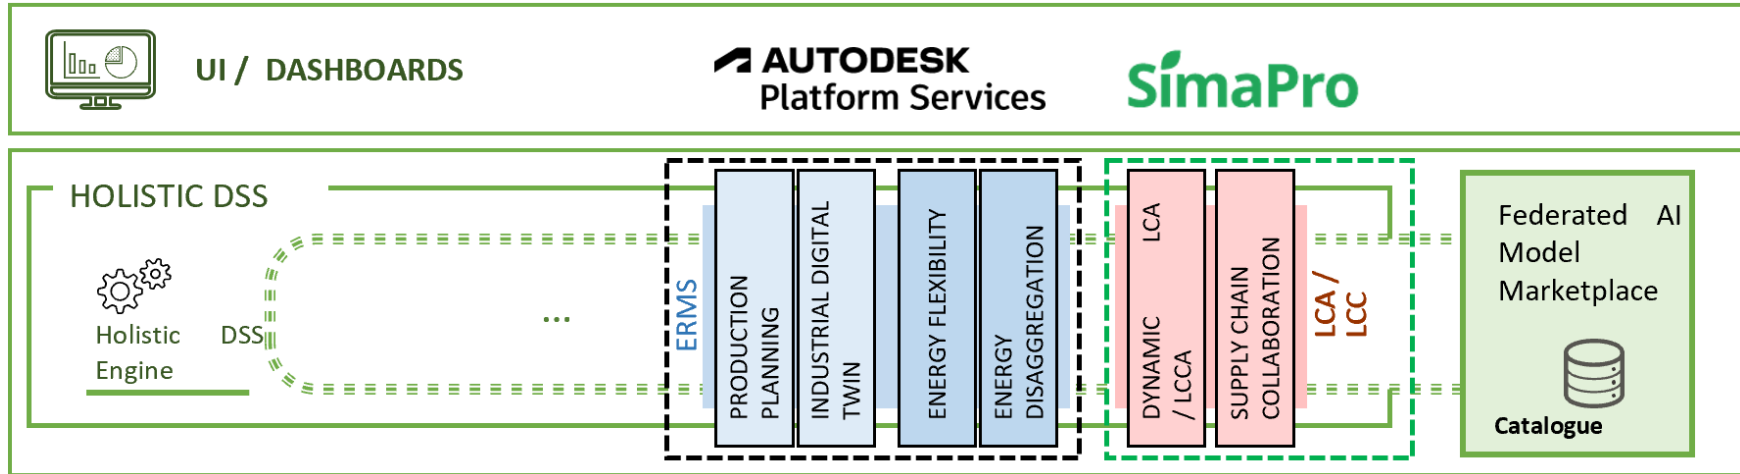 UI / DASHBOARDS
AUTODESK
Platform Services
SimaPro
HOLISTIC DSS
Holistic DSS
Engine
...
ERMS
PRODUCTION
PLANNING
INDUSTRIAL DIGITAL
TWIN
ENERGY FLEXIBILITY
ENERGY
DISAGGREGATION
DYNAMIC LCA
/ LCCA
SUPPLY CHAIN
COLLABORATION
LCA /
LCC
Federated AI
Model
Marketplace
Catalogue